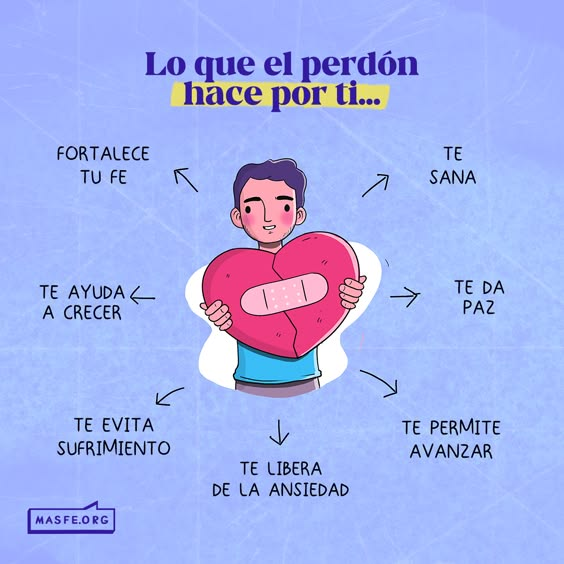 Lo que el perdón
hace por ti...
FORTALECE
TU FE
TE
SANA
TE AYUDA
A CRECER
TE DA
PAZ
TE EVITA
SUFRIMIENTO
TE PERMITE
AVANZAR
TE LIBERA
DE LA ANSIEDAD
MASFE.ORG